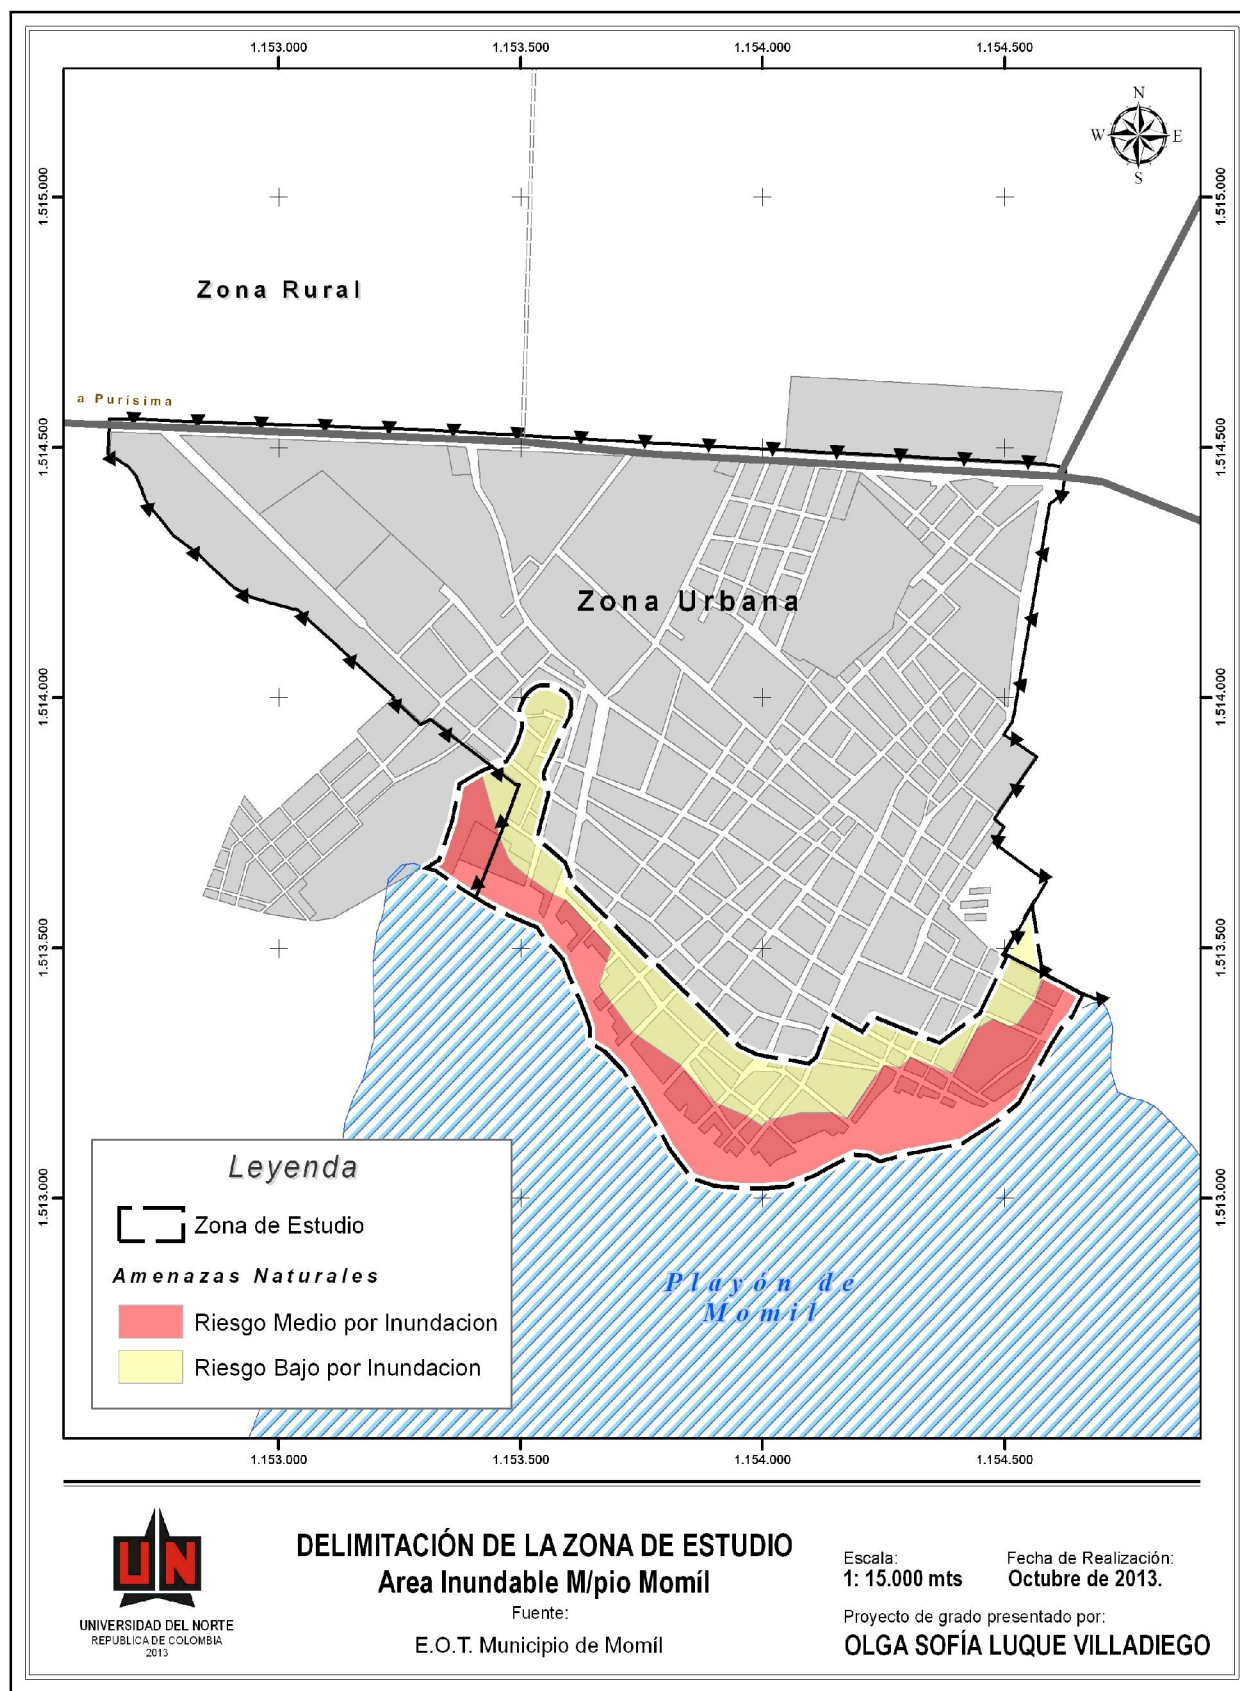 1.153.000 1.153.500 1.154.000 1.154.500
N
W E
S
1.515.000 1.515.000
Zona Rural
a Purísima
1.514.500 1.514.500
Zona Urbana
1.514.000 1.514.000
1.513.500 1.513.500
Leyenda
Zona de Estudio
Amenazas Naturales
Riesgo Medio por Inundacion
Riesgo Bajo por Inundacion
1.513.000 1.513.000
Playón de
Momil
1.153.000 1.153.500 1.154.000 1.154.500
UN
UNIVERSIDAD DEL NORTE
REPUBLICA DE COLOMBIA
2013
DELIMITACIÓN DE LA ZONA DE ESTUDIO
Area Inundable M/pio Momíl
Fuente:
E.O.T. Municipio de Momíl
Escala:
1: 15.000 mts
Fecha de Realización:
Octubre de 2013.
Proyecto de grado presentado por:
OLGA SOFÍA LUQUE VILLADIEGO